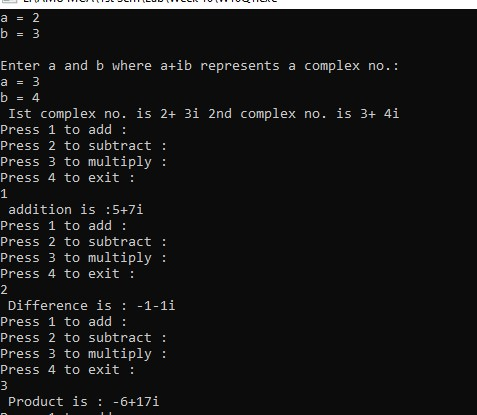 a = 2
b = 3
Enter a and b where a+ib represents a complex no.:
a = 3
b = 4
Ist complex no. is 2+ 3i 2nd complex no. is 3+ 4i
Press 1 to add :
Press 2 to subtract :
Press 3 to multiply :
Press 4 to exit :
1
addition is :5+7i
Press 1 to add :
Press 2 to subtract :
Press 3 to multiply :
Press 4 to exit :
2
Difference is : -1-1i
Press 1 to add :
Press 2 to subtract :
Press 3 to multiply :
Press 4 to exit :
3
Product is : -6+17i